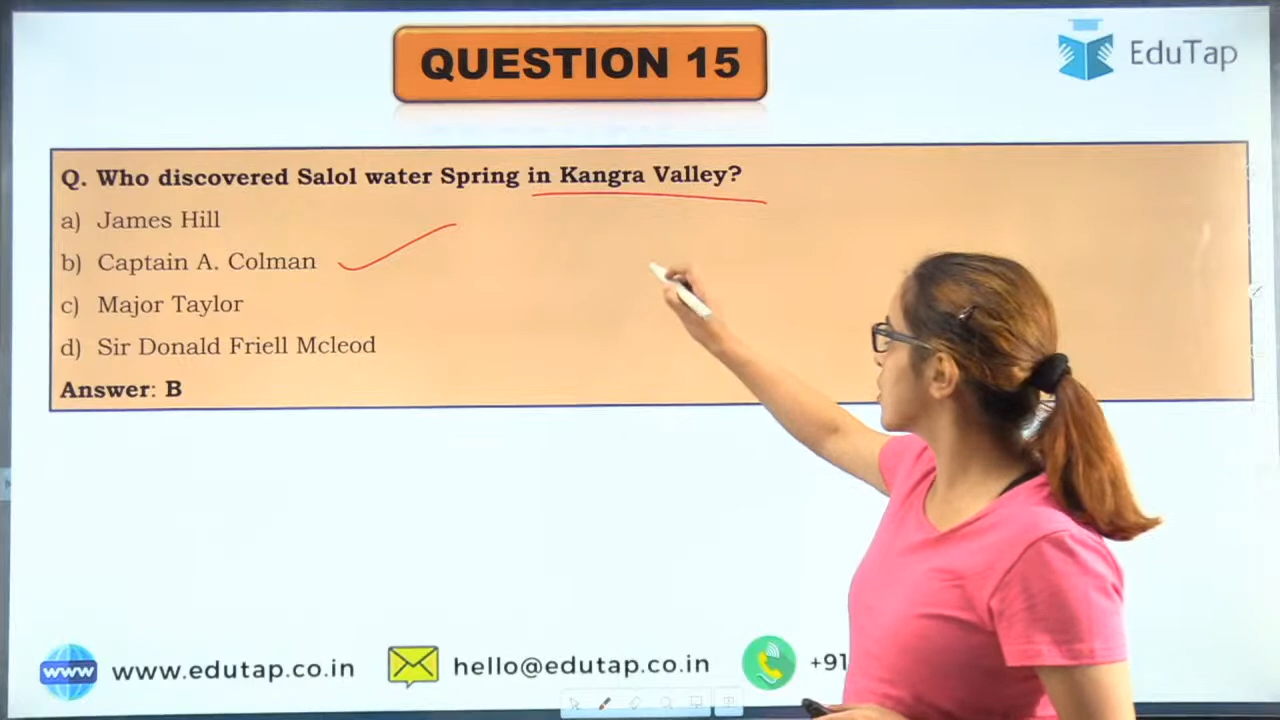 QUESTION 15
EduTap
Q. Who discovered Salol water Spring in Kangra Valley?
a) James Hill
b) Captain A. Colman
c) Major Taylor
d) Sir Donald Friell Mcleod
Answer: B
www www.edutap.co.in hello@edutap.co.in +91